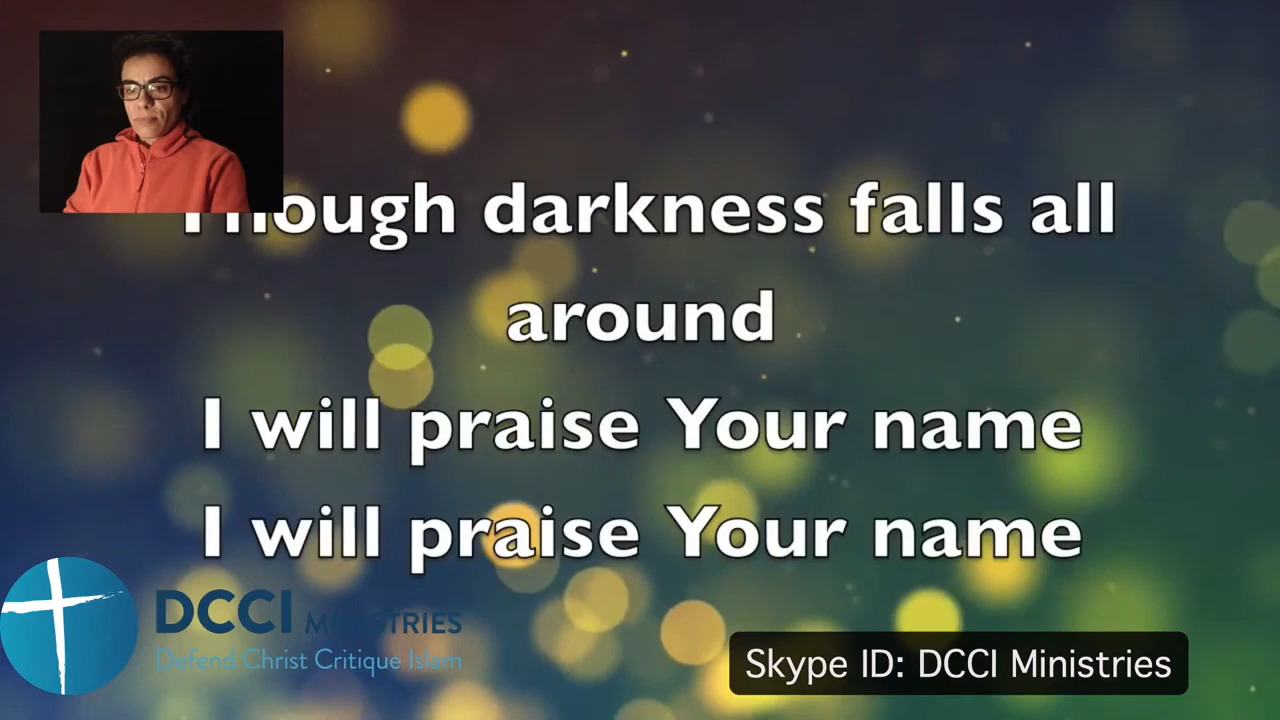 Though darkness falls all
around
I will praise Your name
I will praise Your name
DCCI MINISTRIES
Defend Christ Critique Islam
Skype ID: DCCI Ministries